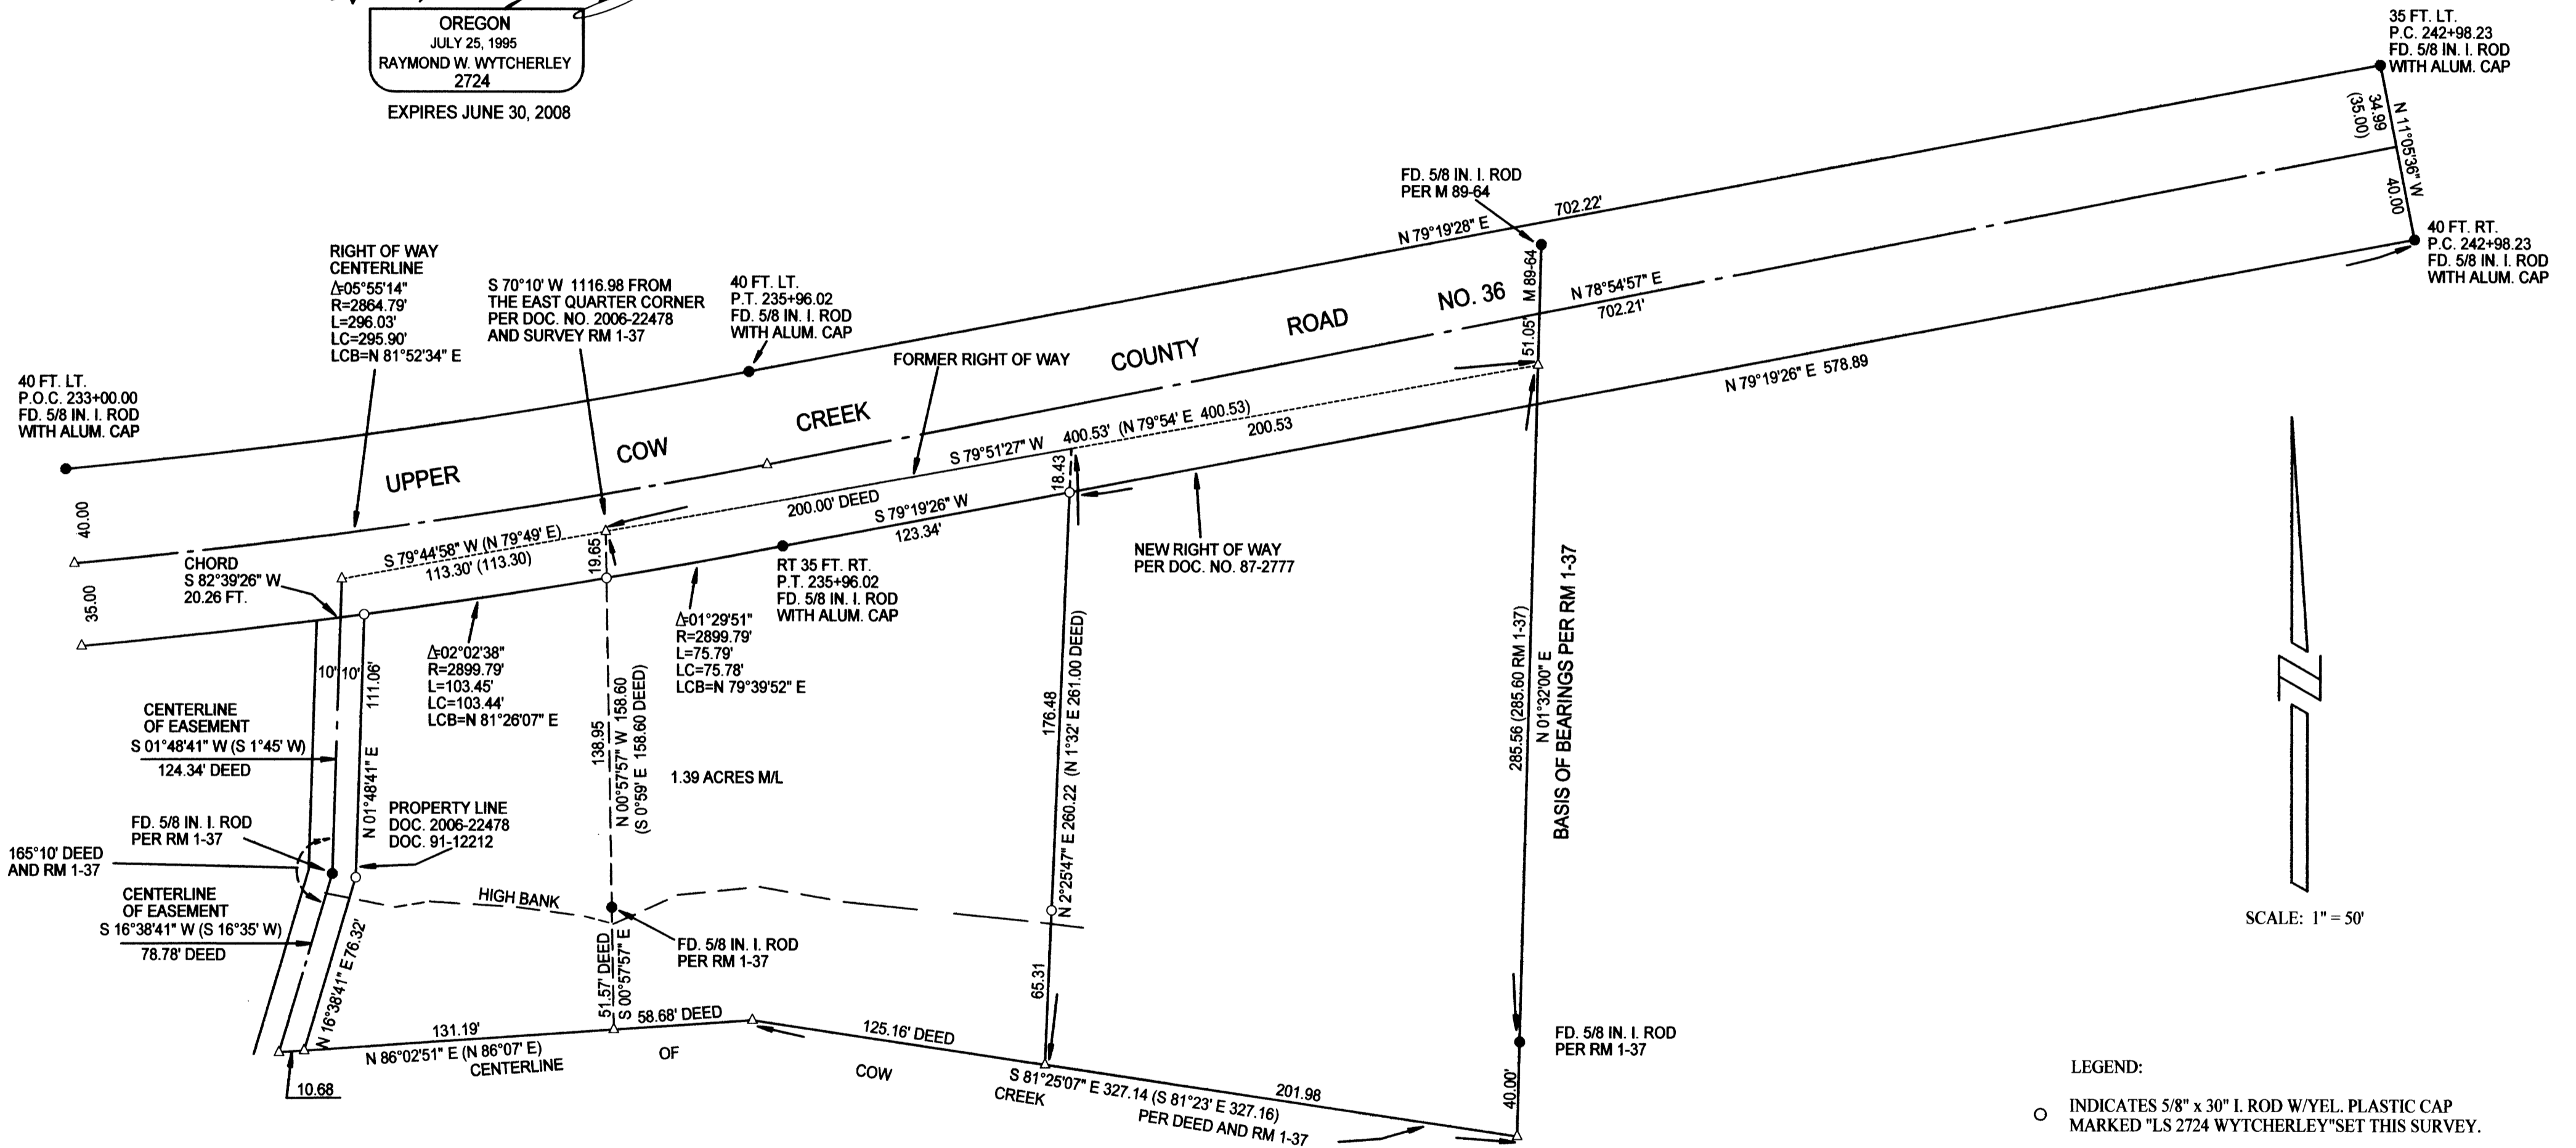 OREGON
JULY 25, 1995
RAYMOND W. WYTCHERLEY
2724
EXPIRES JUNE 30, 2008
35 FT. LT.
P.C. 242+98.23
FD. 5/8 IN. I. ROD
WITH ALUM. CAP
N 11°05'36" W
34.99
(35.00)
40.00
40 FT. RT.
P.C. 242+98.23
FD. 5/8 IN. I. ROD
WITH ALUM. CAP
FD. 5/8 IN. I. ROD
PER M 89-64
702.22'
N 79°19'28" E
51.05' M 89-64
N 78°54'57" E
702.21'
N 79°19'26" E 578.89
RIGHT OF WAY
CENTERLINE
Δ=05°55'14"
R=2864.79'
L=296.03'
LC=295.90'
LCB=N 81°52'34" E
S 70°10' W 1116.98 FROM
THE EAST QUARTER CORNER
PER DOC. NO. 2006-22478
AND SURVEY RM 1-37
40 FT. LT.
P.T. 235+96.02
FD. 5/8 IN. I. ROD
WITH ALUM. CAP
FORMER RIGHT OF WAY
40 FT. LT.
P.O.C. 233+00.00
FD. 5/8 IN. I. ROD
WITH ALUM. CAP
UPPER COW CREEK COUNTY ROAD NO. 36
40.00
35.00
CHORD
S 82°39'26" W
20.26 FT.
S 79°44'58" W (N 79°49' E)
113.30' (113.30)
19.65
200.00' DEED
S 79°51'27" W 400.53' (N 79°54' E 400.53)
200.53
18.43
S 79°19'26" W
123.34'
RT 35 FT. RT.
P.T. 235+96.02
FD. 5/8 IN. I. ROD
WITH ALUM. CAP
NEW RIGHT OF WAY
PER DOC. NO. 87-2777
Δ=02°02'38"
R=2899.79'
L=103.45'
LC=103.44'
LCB=N 81°26'07" E
Δ=01°29'51"
R=2899.79'
L=75.79'
LC=75.78'
LCB=N 79°39'52" E
10' 10'
111.06'
N 01°48'41" E
CENTERLINE
OF EASEMENT
S 01°48'41" W (S 1°45' W)
124.34' DEED
138.95
N 00°57'57" W 158.60
(S 0°59' E 158.60 DEED)
1.39 ACRES M/L
176.48
N 2°25'47" E 260.22 (N 1°32' E 261.00 DEED)
285.56 (285.60 RM 1-37)
N 01°32'00" E
BASIS OF BEARINGS PER RM 1-37
FD. 5/8 IN. I. ROD
PER RM 1-37
PROPERTY LINE
DOC. 2006-22478
DOC. 91-12212
165°10' DEED
AND RM 1-37
CENTERLINE
OF EASEMENT
S 16°38'41" W (S 16°35' W)
78.78' DEED
HIGH BANK
N 16°38'41" E 76.32'
51.57' DEED
S 00°57'57" E
FD. 5/8 IN. I. ROD
PER RM 1-37
65.31
131.19'
58.68' DEED
125.16' DEED
N 86°02'51" E (N 86°07' E)
CENTERLINE OF COW CREEK
10.68
S 81°25'07" E 327.14 (S 81°23' E 327.16)
201.98
PER DEED AND RM 1-37
40.00'
FD. 5/8 IN. I. ROD
PER RM 1-37
N
SCALE: 1" = 50'
LEGEND:
INDICATES 5/8" x 30" I. ROD W/YEL. PLASTIC CAP
MARKED "LS 2724 WYTCHERLEY"SET THIS SURVEY.